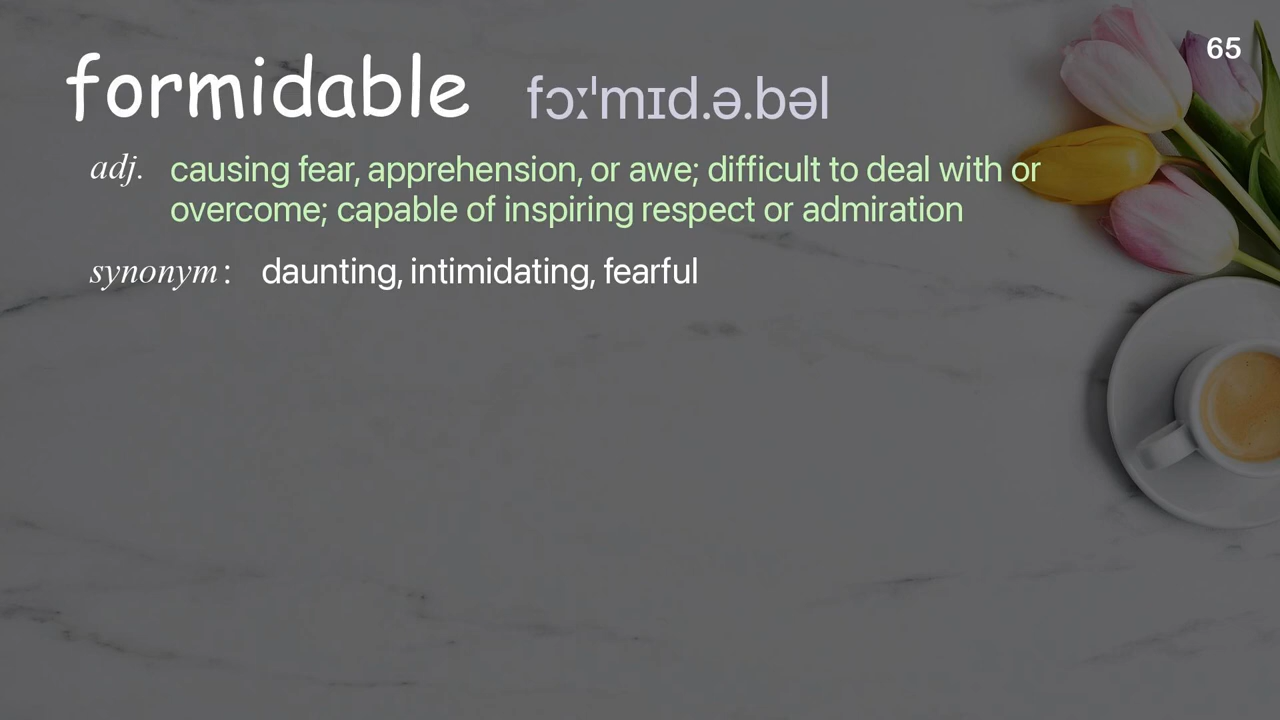 65
formidable fɔːˈmɪd.ə.bəl
adj. causing fear, apprehension, or awe; difficult to deal with or
overcome; capable of inspiring respect or admiration
synonym : daunting, intimidating, fearful